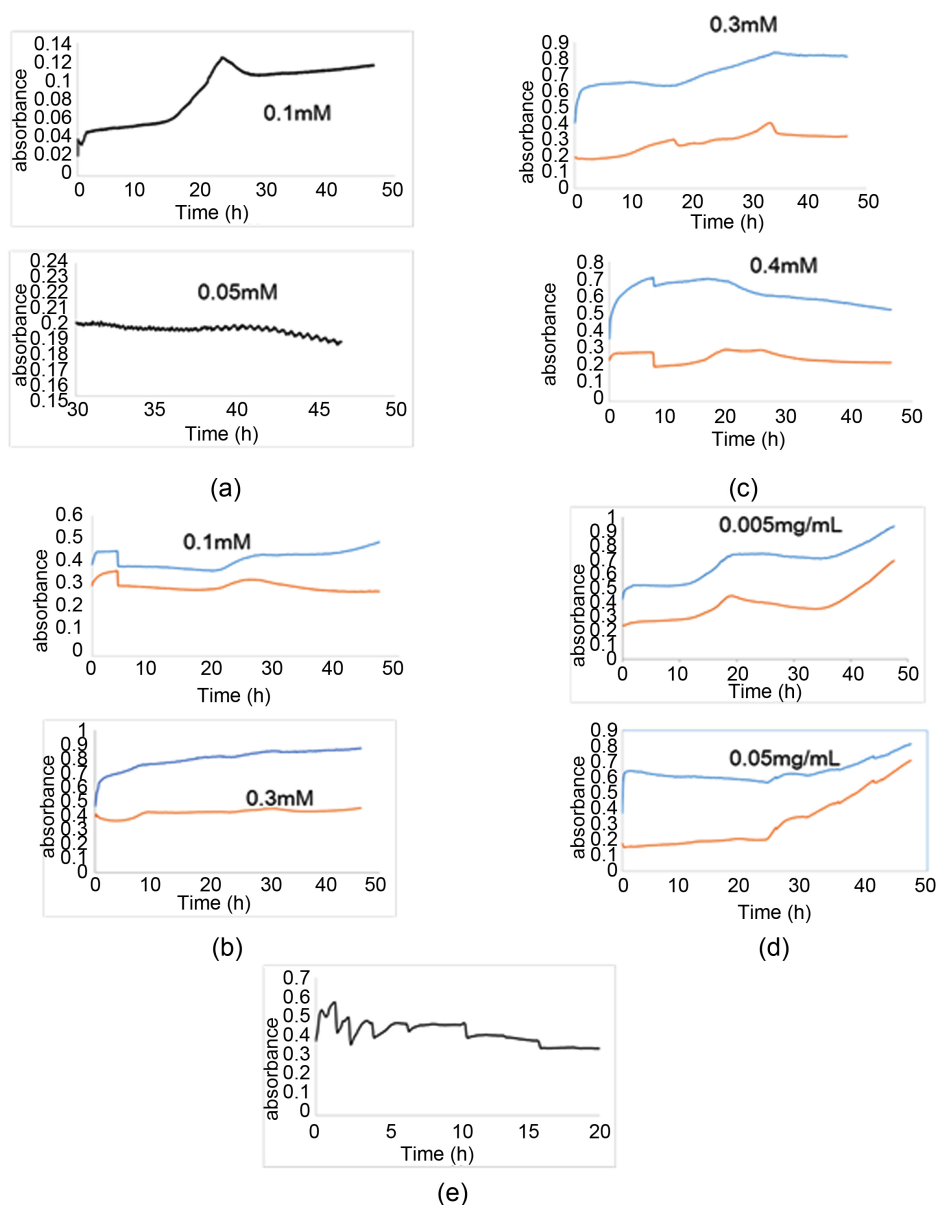 0.1mM
absorbance
0.14
0.12
0.1
0.08
0.06
0.04
0.02
0
0 10 20 30 40 50
Time (h)
0.05mM
absorbance
0.24
0.23
0.22
0.21
0.2
0.19
0.18
0.17
0.16
0.15
30 35 40 45 50
Time (h)
(a)
0.3mM
absorbance
0.9
0.8
0.7
0.6
0.5
0.4
0.3
0.2
0.1
0
0 10 20 30 40 50
Time (h)
0.4mM
absorbance
0.8
0.7
0.6
0.5
0.4
0.3
0.2
0.1
0
0 10 20 30 40 50
Time (h)
(c)
0.1mM
absorbance
0.6
0.5
0.4
0.3
0.2
0.1
0
0 10 20 30 40 50
Time (h)
0.3mM
absorbance
1
0.9
0.8
0.7
0.6
0.5
0.4
0.3
0.2
0.1
0
0 10 20 30 40 50
Time (h)
(b)
0.005mg/mL
absorbance
1
0.9
0.8
0.7
0.6
0.5
0.4
0.3
0.2
0.1
0
0 10 20 30 40 50
Time (h)
0.05mg/mL
absorbance
0.9
0.8
0.7
0.6
0.5
0.4
0.3
0.2
0.1
0
0 10 20 30 40 50
Time (h)
(d)
absorbance
0.7
0.6
0.5
0.4
0.3
0.2
0.1
0
0 5 10 15 20
Time (h)
(e)